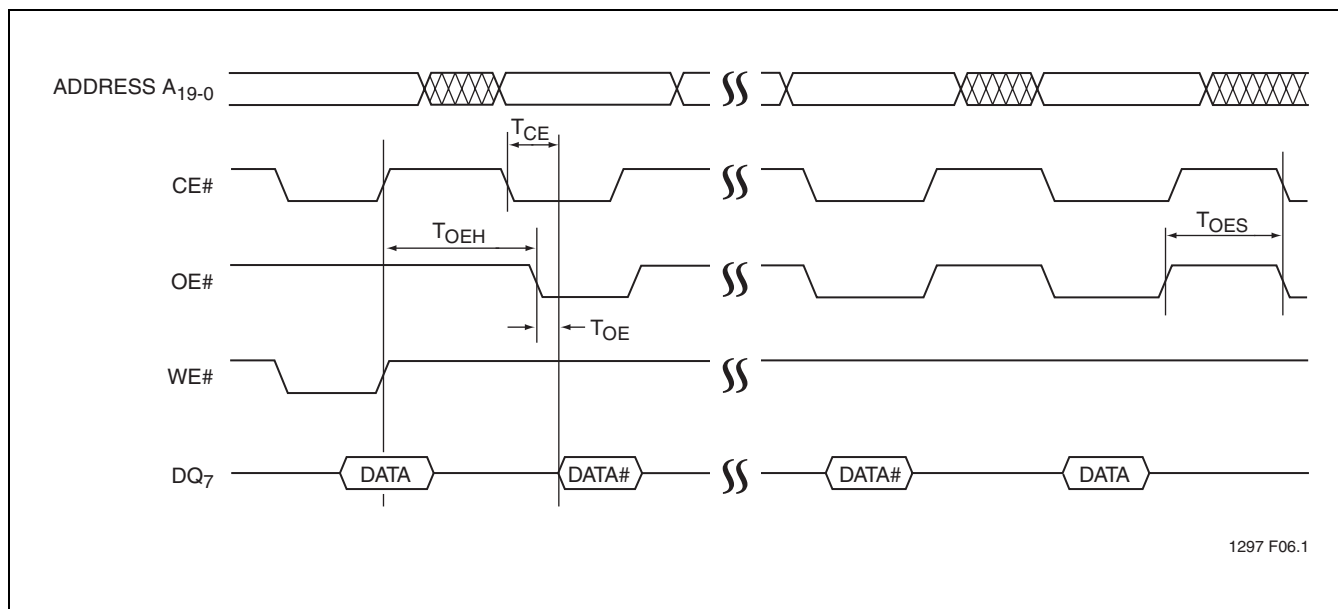 ADDRESS A19-0
TCE
CE#
TOEH
TOES
OE#
TOE
WE#
DQ7
DATA
DATA#
DATA#
DATA
1297 F06.1